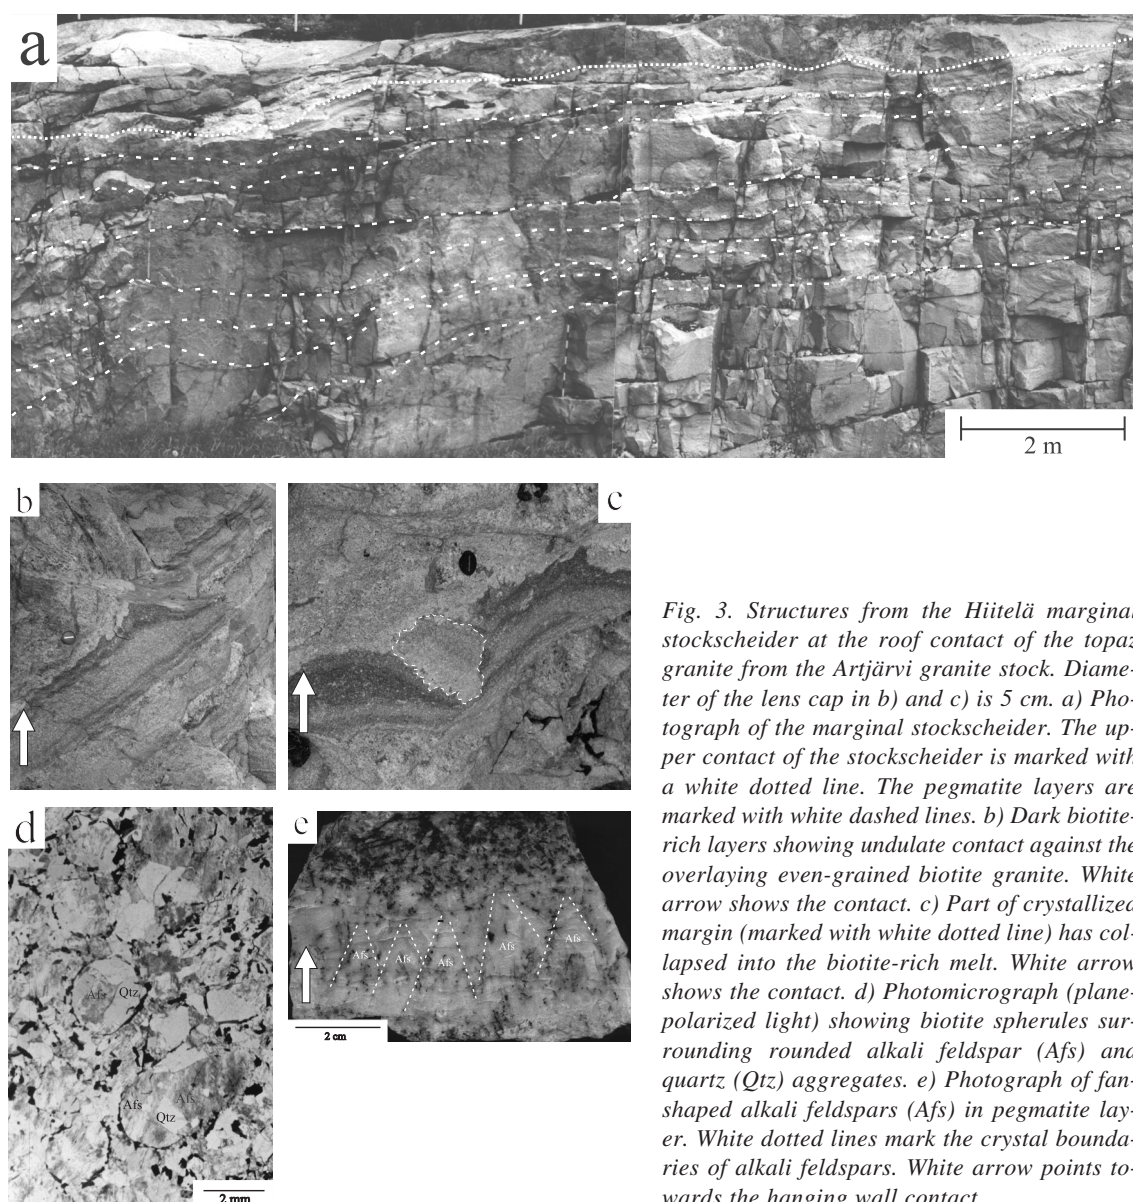 a
2 m
b
c
d
e
Afs
Afs
Afs
Afs
Afs
2 cm
Afs
Qtz
Afs
Afs
Qtz
2 mm
Fig. 3. Structures from the Hiitelä marginal
stockscheider at the roof contact of the topaz
granite from the Artjärvi granite stock. Diame-
ter of the lens cap in b) and c) is 5 cm. a) Pho-
tograph of the marginal stockscheider. The up-
per contact of the stockscheider is marked with
a white dotted line. The pegmatite layers are
marked with white dashed lines. b) Dark biotite-
rich layers showing undulate contact against the
overlaying even-grained biotite granite. White
arrow shows the contact. c) Part of crystallized
margin (marked with white dotted line) has col-
lapsed into the biotite-rich melt. White arrow
shows the contact. d) Photomicrograph (plane-
polarized light) showing biotite spherules sur-
rounding rounded alkali feldspar (Afs) and
quartz (Qtz) aggregates. e) Photograph of fan-
shaped alkali feldspars (Afs) in pegmatite lay-
er. White dotted lines mark the crystal bounda-
ries of alkali feldspars. White arrow points to-
wards the hanging wall contact.